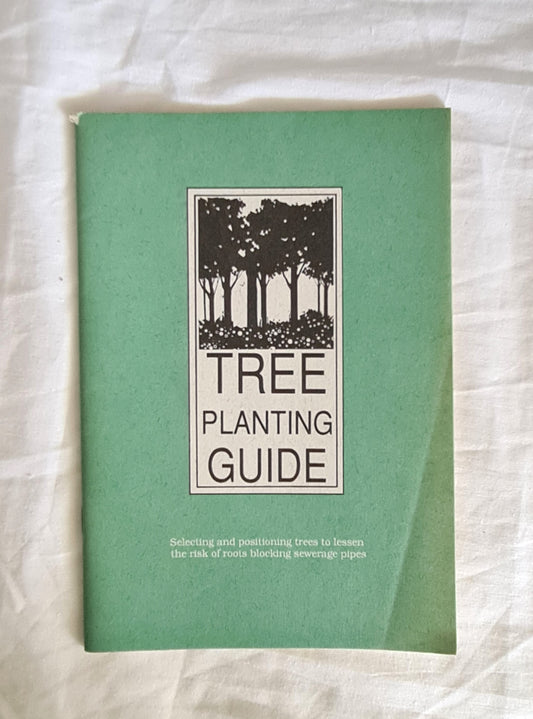 TREE
PLANTING
GUIDE
Selecting and positioning trees to lessen
the risk of roots blocking sewerage pipes